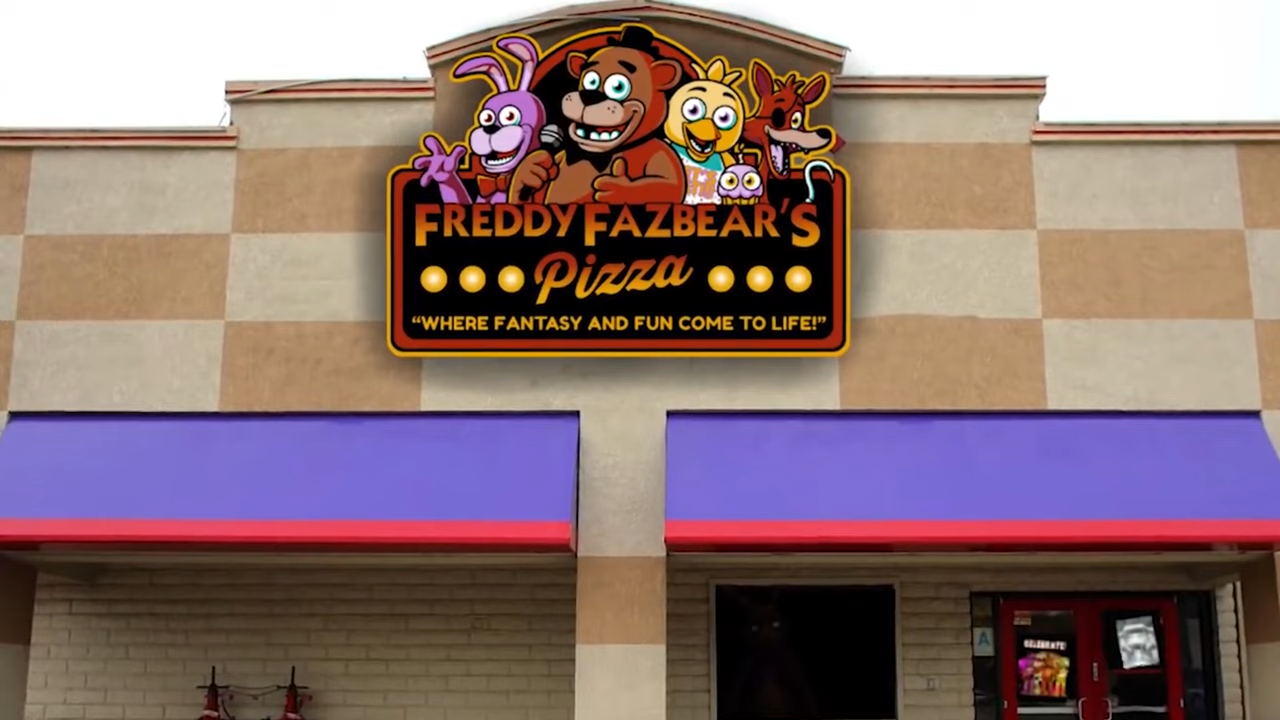 FREDDY FAZBEAR'S
Pizza
“WHERE FANTASY AND FUN COME TO LIFE!”
A
CELEBRATE!